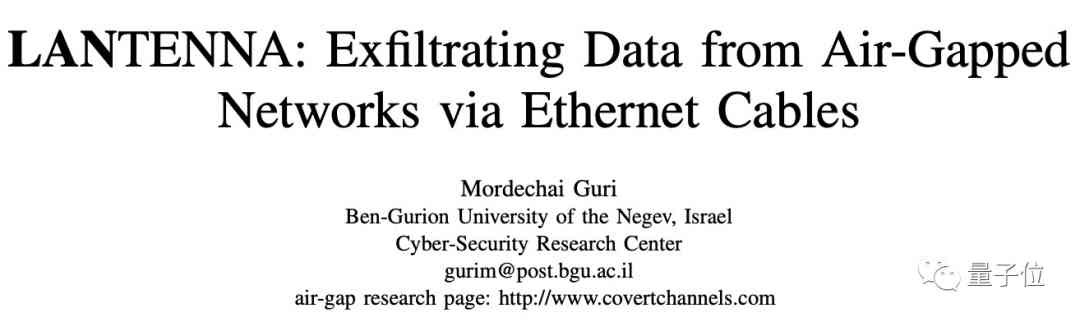 LANTENNA: Exfiltrating Data from Air-Gapped
Networks via Ethernet Cables
Mordechai Guri
Ben-Gurion University of the Negev, Israel
Cyber-Security Research Center
gurim@post.bgu.ac.il
air-gap research page: http://www.covertchannels.com
量子位